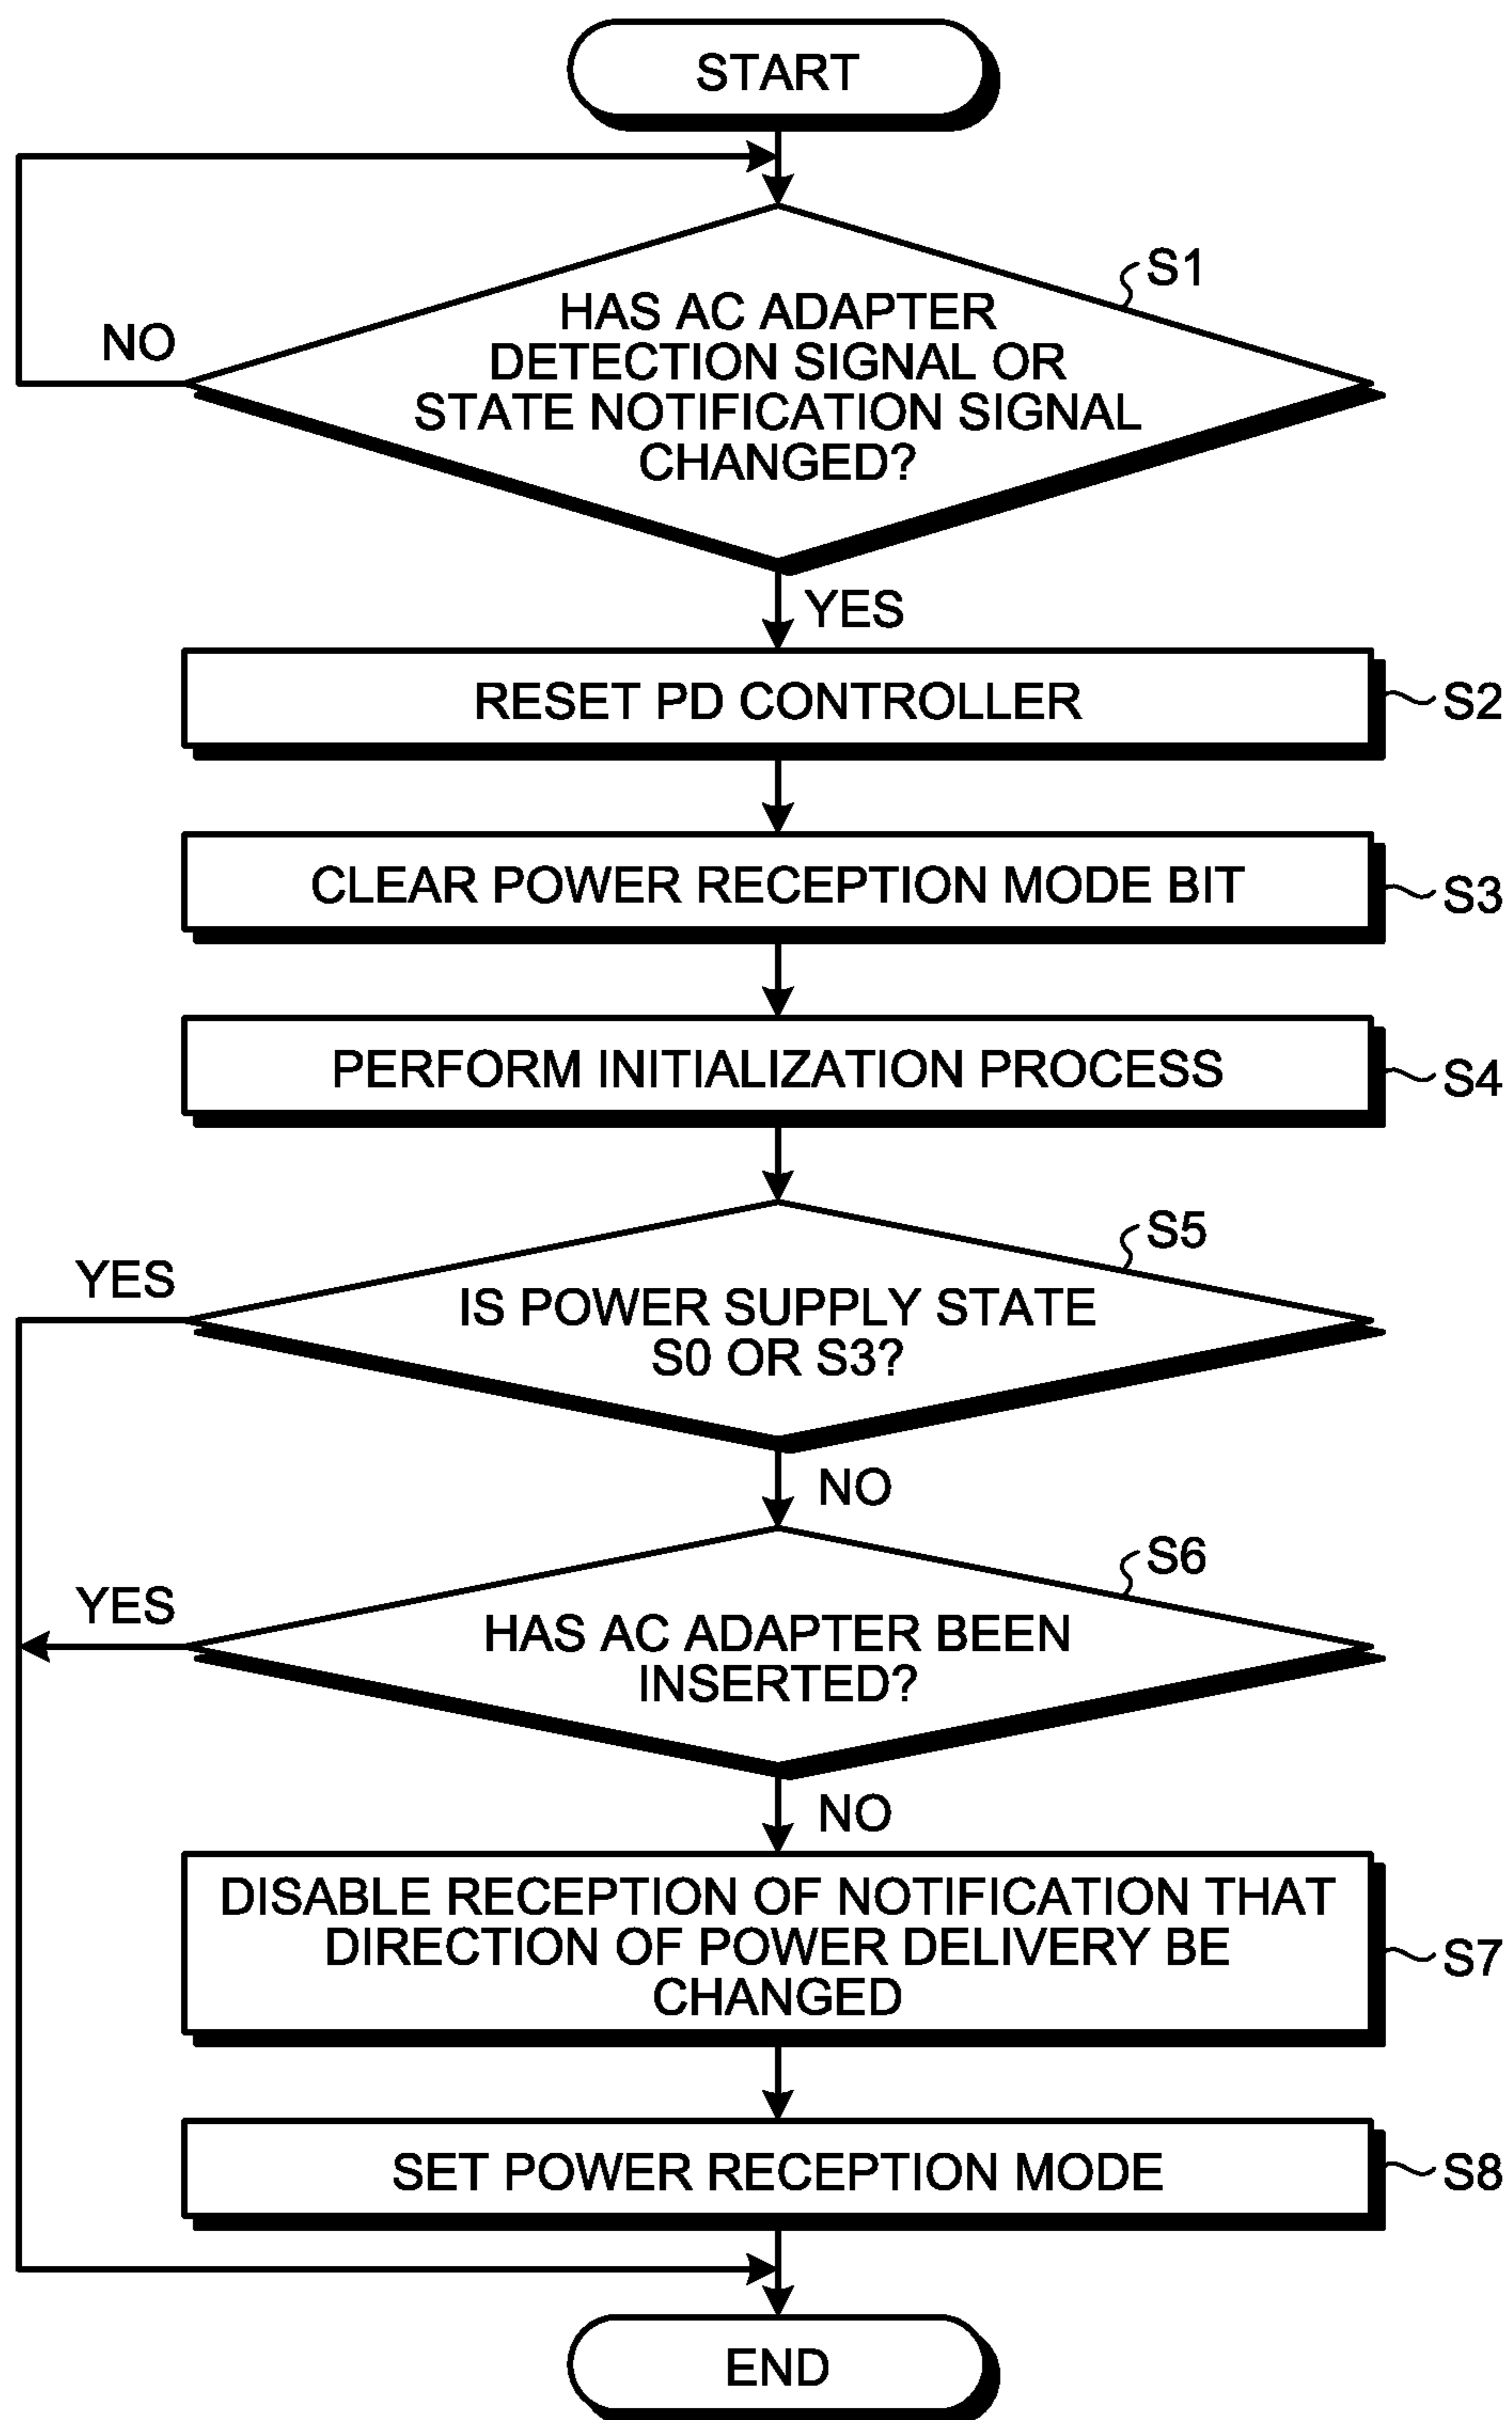 START
S1
HAS AC ADAPTER
DETECTION SIGNAL OR
STATE NOTIFICATION SIGNAL
CHANGED?
NO
YES
RESET PD CONTROLLER
S2
CLEAR POWER RECEPTION MODE BIT
S3
PERFORM INITIALIZATION PROCESS
S4
S5
YES
IS POWER SUPPLY STATE
S0 OR S3?
NO
S6
YES
HAS AC ADAPTER BEEN
INSERTED?
NO
DISABLE RECEPTION OF NOTIFICATION THAT
DIRECTION OF POWER DELIVERY BE
CHANGED
S7
SET POWER RECEPTION MODE
S8
END